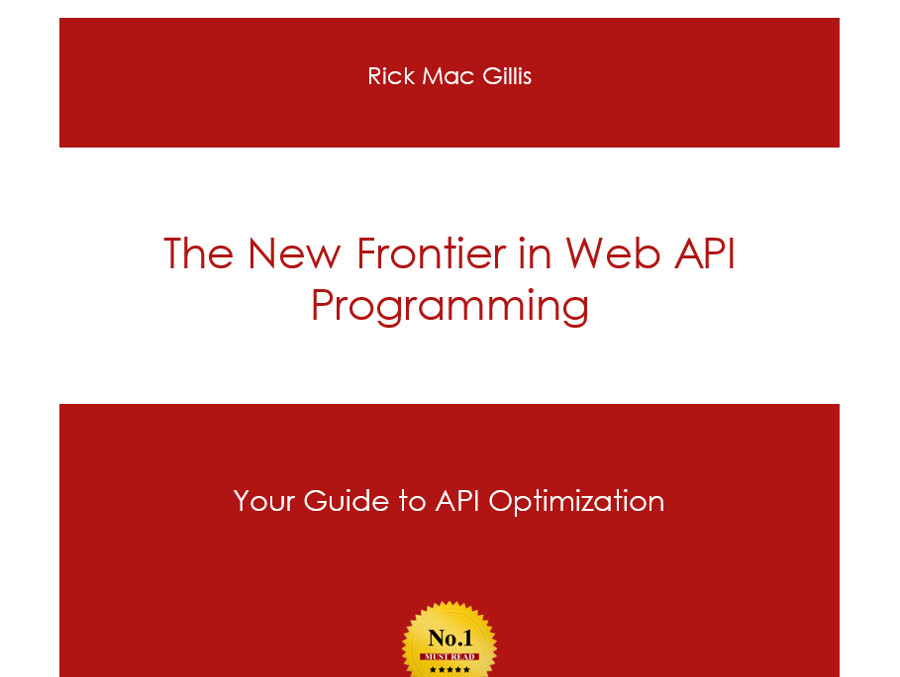 Rick Mac Gillis
The New Frontier in Web API
Programming
Your Guide to API Optimization
No.1
MUST READ